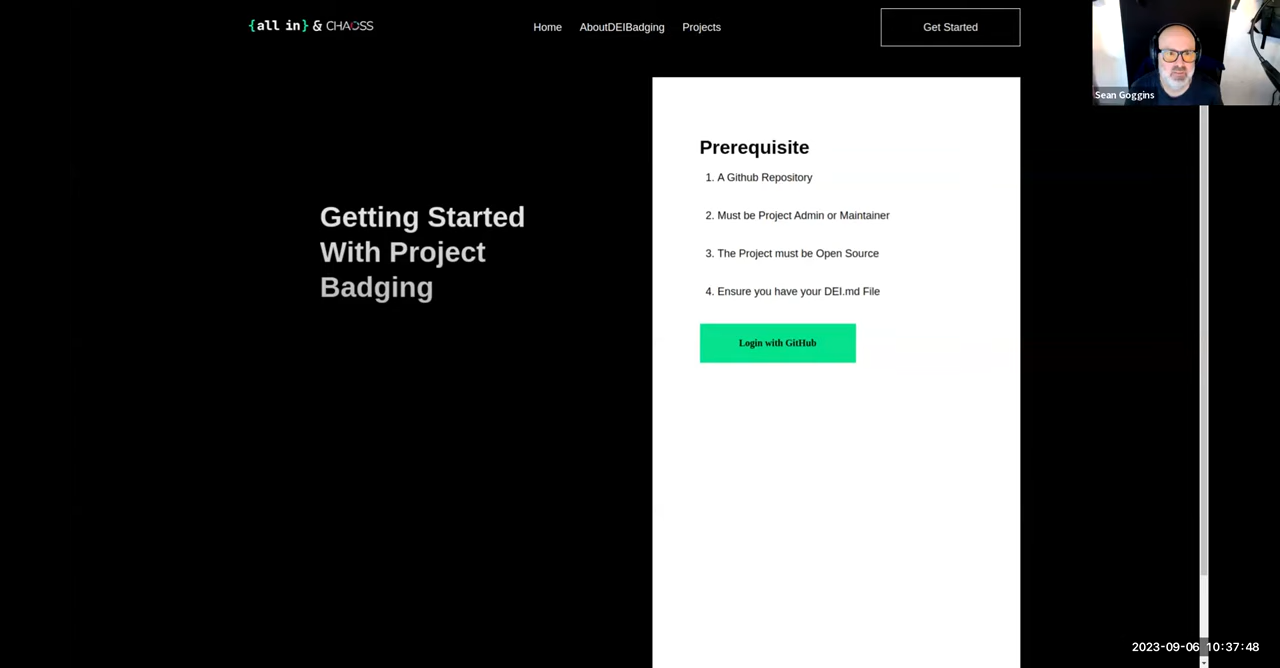 {all in} & CHAOSS
Home AboutDEIBadging Projects
Get Started
Sean Goggins
Getting Started
With Project
Badging
Prerequisite
1. A Github Repository
2. Must be Project Admin or Maintainer
3. The Project must be Open Source
4. Ensure you have your DEI.md File
Login with GitHub
2023-09-06 10:37:48